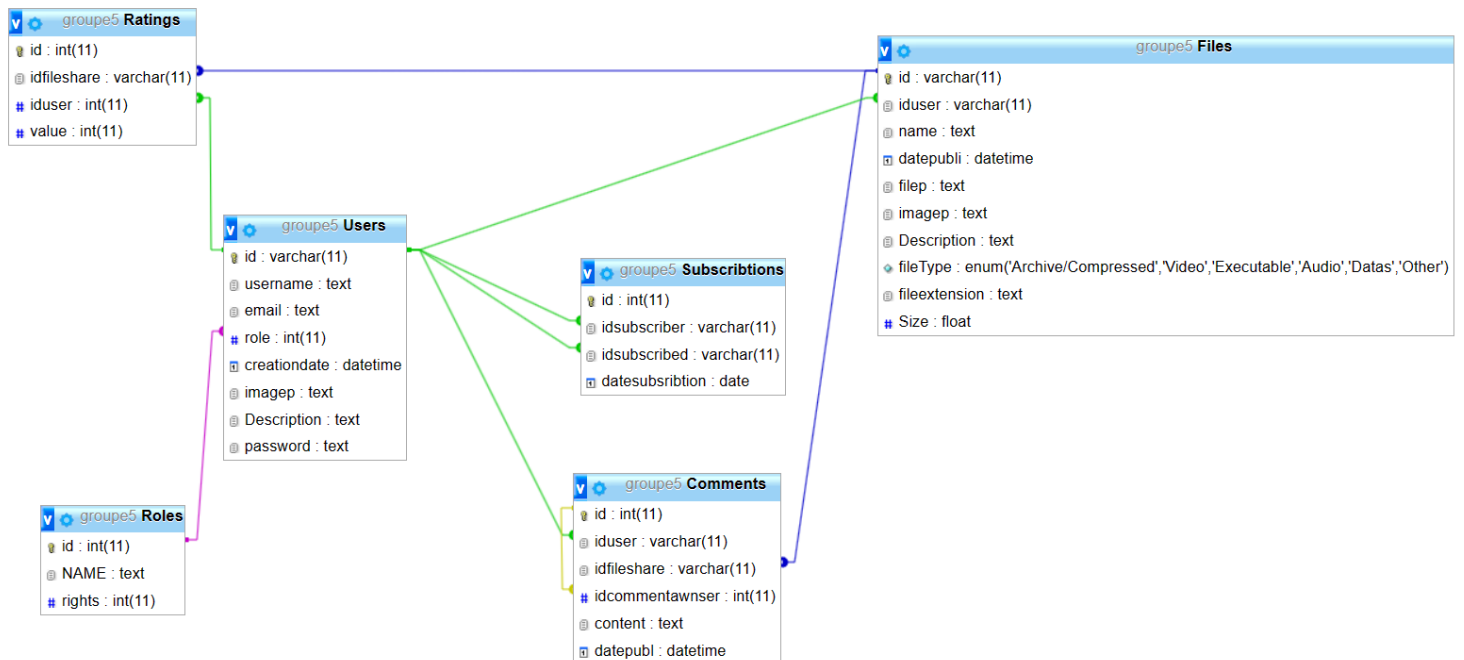 groupe5 Ratings
id : int(11)
idfileshare : varchar(11)
iduser : int(11)
value : int(11)
groupe5 Files
id : varchar(11)
iduser : varchar(11)
name : text
datepubli : datetime
filep : text
imagep : text
Description : text
fileType : enum('Archive/Compressed','Video','Executable','Audio','Datas','Other')
fileextension : text
Size : float
groupe5 Users
id : varchar(11)
username : text
email : text
role : int(11)
creationdate : datetime
imagep : text
Description : text
password : text
groupe5 Subscribtions
id : int(11)
idsubscriber : varchar(11)
idsubscribed : varchar(11)
datesubsribtion : date
groupe5 Roles
id : int(11)
NAME : text
rights : int(11)
groupe5 Comments
id : int(11)
iduser : varchar(11)
idfileshare : varchar(11)
idcommentawnser : int(11)
content : text
datepubl : datetime